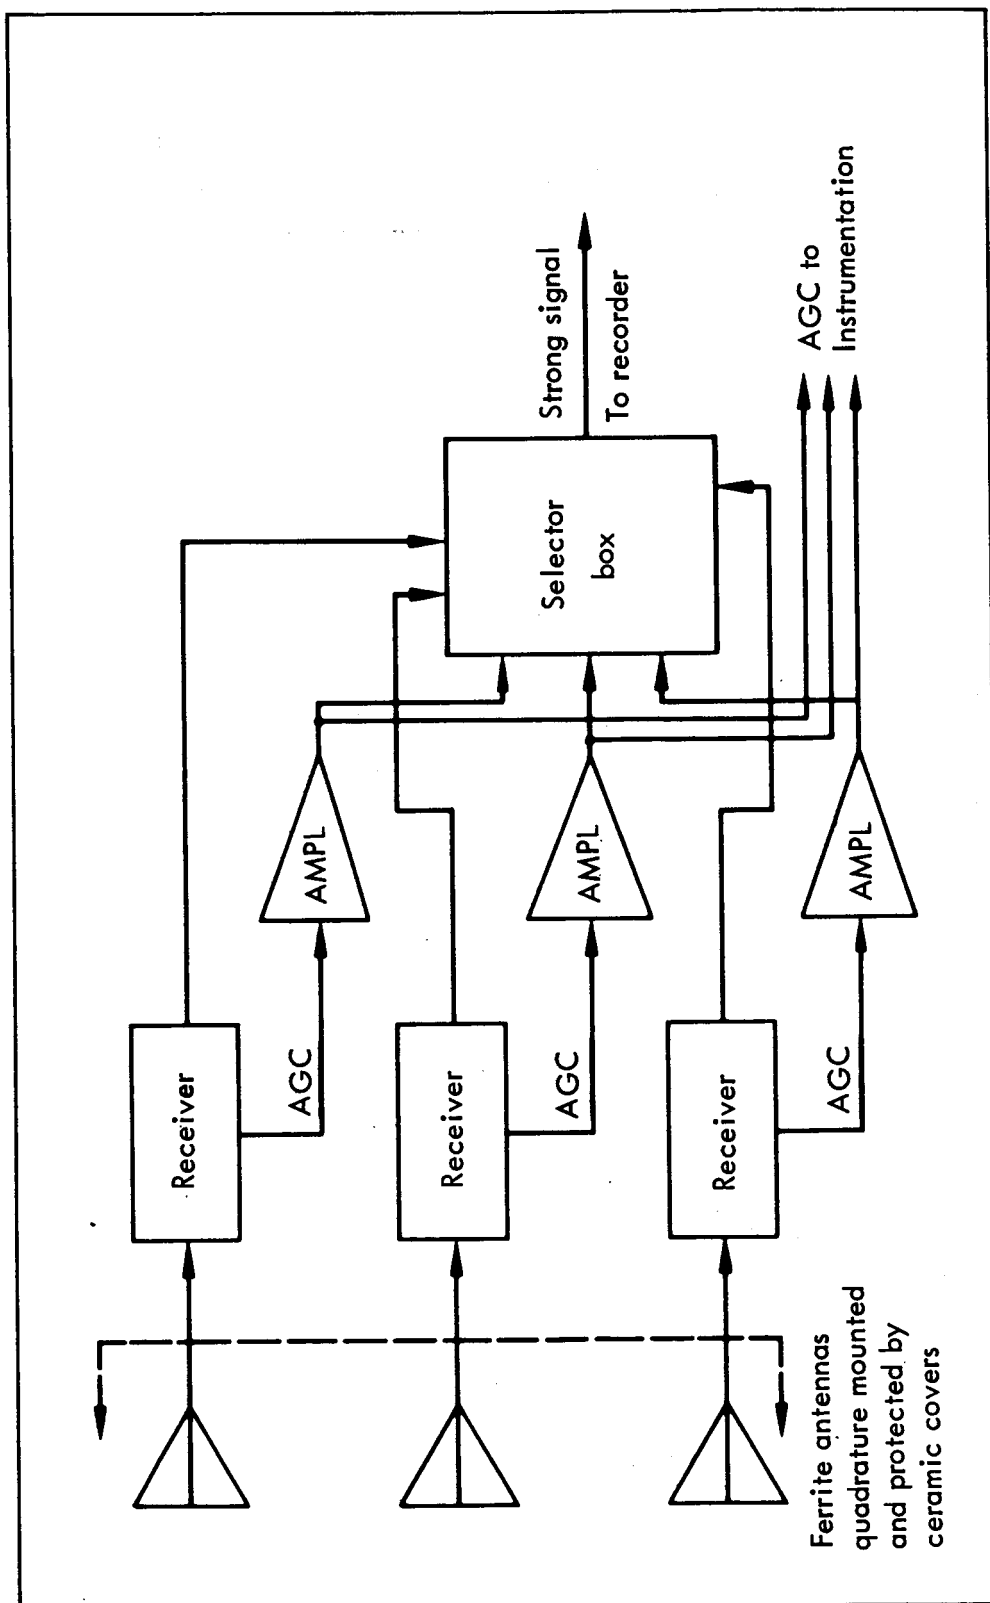 Receiver
AGC
AMPL
Receiver
AGC
AMPL
Receiver
AGC
AMPL
Selector
box
Strong signal
To recorder
AGC to
Instrumentation
Ferrite antennas
quadrature mounted
and protected by
ceramic covers